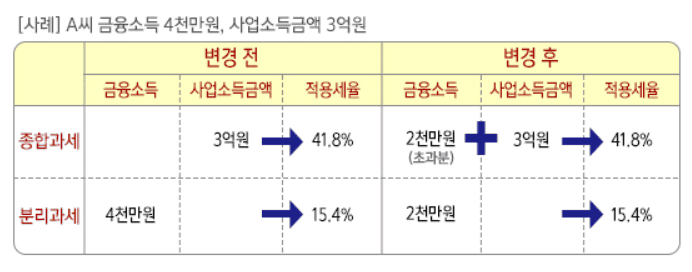 [사례] A씨 금융소득 4천만원, 사업소득금액 3억원
변경 전 변경 후
금융소득 사업소득금액 적용세율 금융소득 사업소득금액 적용세율
종합과세 3억원 41.8% 2천만원 3억원 41.8%
(초과분)
분리과세 4천만원 15.4% 2천만원 15.4%